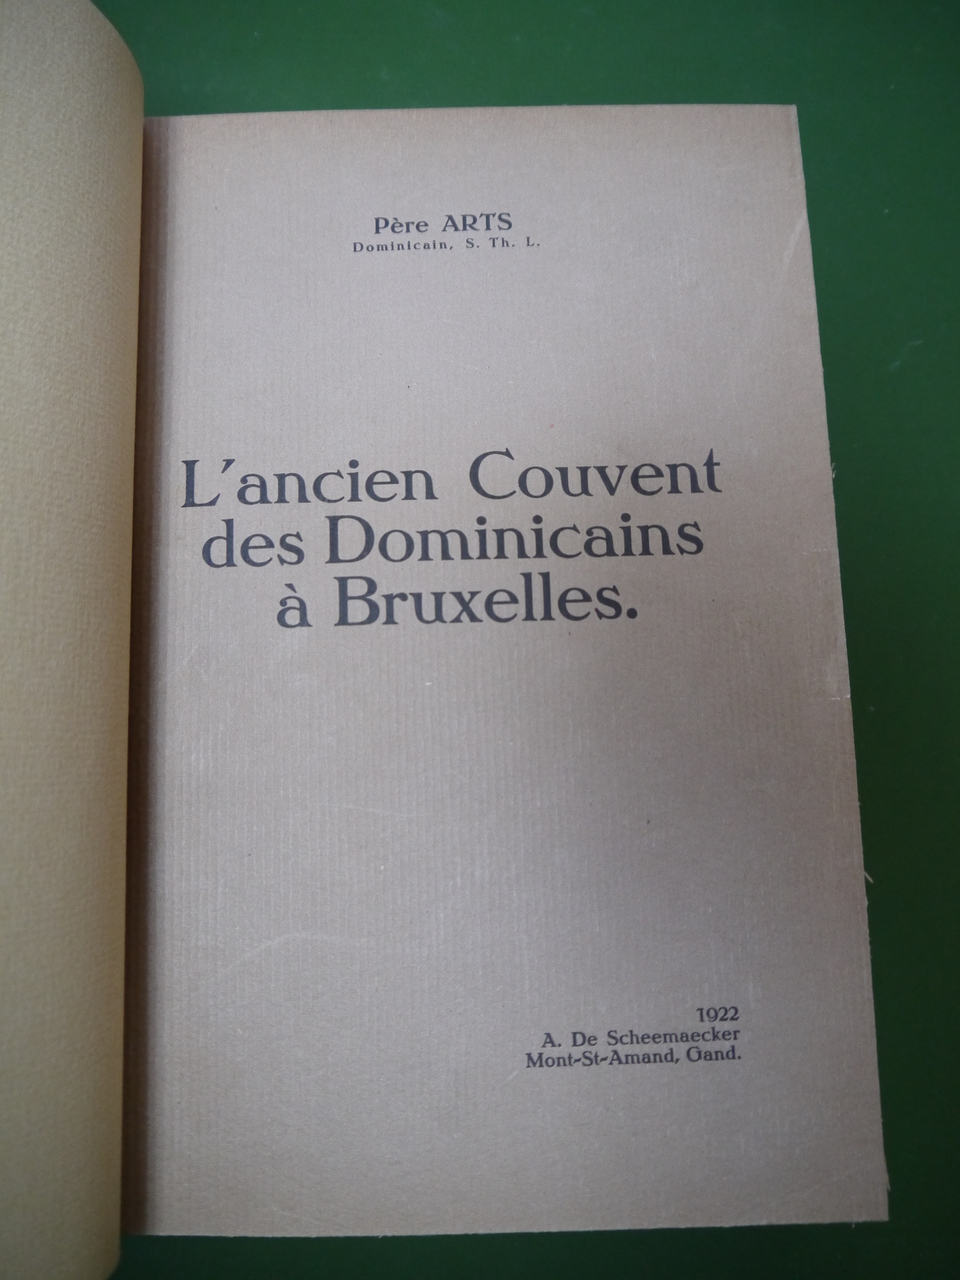 Père ARTS
Dominicain, S. Th. L.
L'ancien Couvent
des Dominicains
à Bruxelles.
1922
A. De Scheemaecker
Mont-St-Amand, Gand.